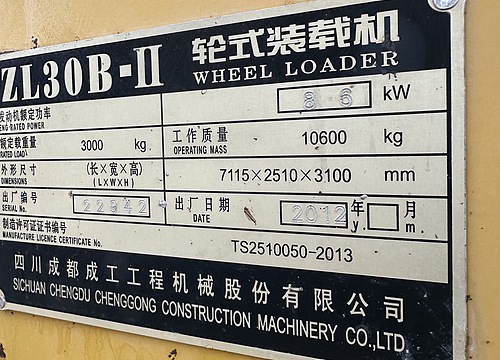 ZL30B-II 轮式装载机
WHEEL LOADER
发动机额定功率 86 kW
ENG RATED POWER
额定载重量 3000 kg 工作质量 10600 kg
RATED LOAD OPERATING MASS
外形尺寸 (长×宽×高) 7115×2510×3100 mm
DIMENSIONS (L×W×H)
出厂编号 22942 出厂日期 2012 年 月
SERIAL No. DATE y. m.
制造许可证证书编号 TS2510050-2013
MANUFACTURE LICENCE CERTIFICATE No.
四川成都成工工程机械股份有限公司
SICHUAN CHENGDU CHENGGONG CONSTRUCTION MACHINERY CO.,LTD.